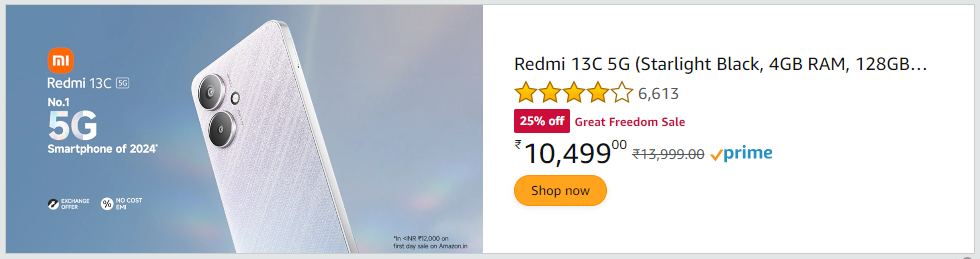 mi
Redmi 13C 5G
No.1
5G
Smartphone of 2024*
EXCHANGE
OFFER
%
NO COST
EMI
*In <INR ₹12,000 on
first day sale on Amazon.in
Redmi 13C 5G (Starlight Black, 4GB RAM, 128GB…
6,613
25% off Great Freedom Sale
₹10,49900 ₹13,999.00 prime
Shop now